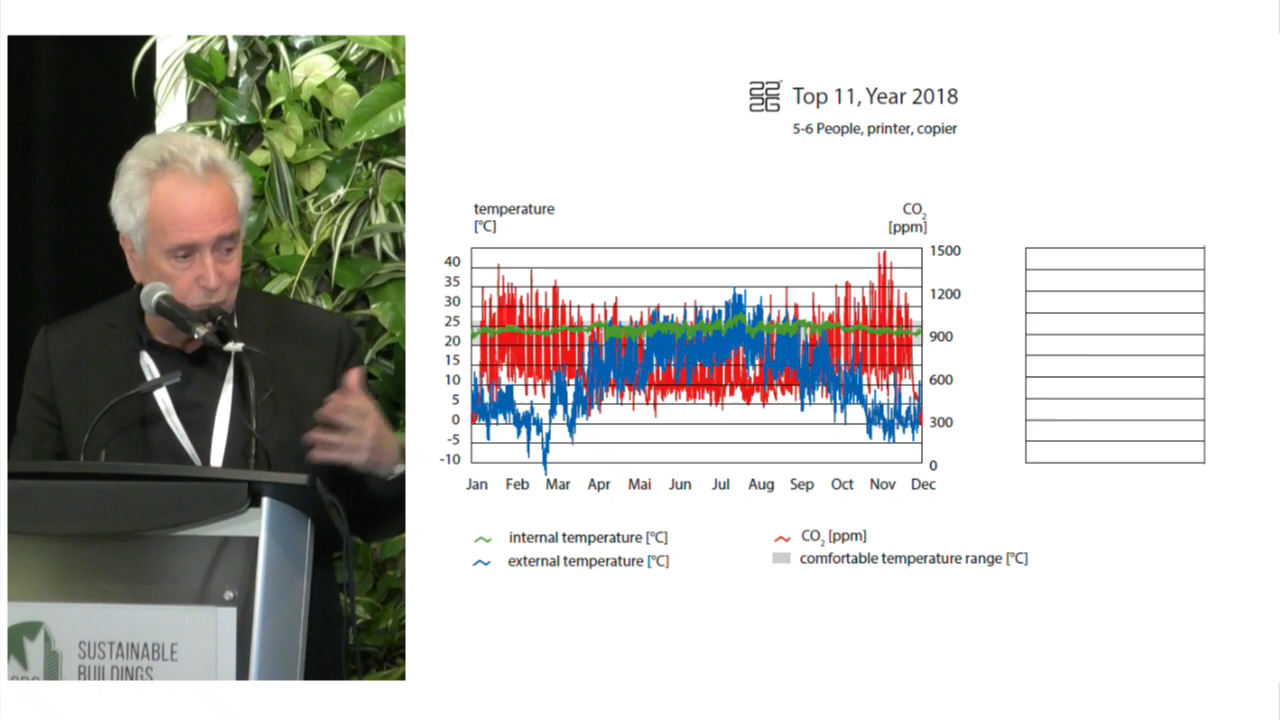 2226
Top 11, Year 2018
5-6 People, printer, copier
temperature
[°C]
CO2
[ppm]
40
35
30
25
20
15
10
5
0
-5
-10
1500
1200
900
600
300
0
Jan Feb Mar Apr Mai Jun Jul Aug Sep Oct Nov Dec
internal temperature [°C]
external temperature [°C]
CO2 [ppm]
comfortable temperature range [°C]
SUSTAINABLE
BUILDINGS